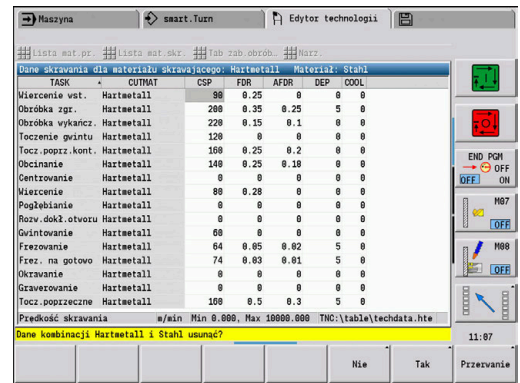 Maszyna
smart.Turn
Edytor technologii
Lista mat.pr.
Lista mat.skr.
Tab zab.obrób.
Narz.
Dane skrawania dla materiału skrawajacego: Hartmetall Materiał: Stahl
TASK CUTMAT CSP FDR AFDR DEP COOL
Wiercenie wst. Hartmetall 90 0.25 0 0 0
Obróbka zgr. Hartmetall 200 0.35 0.25 5 0
Obróbka wykańcz. Hartmetall 220 0.15 0.1 0 0
Toczenie gwintu Hartmetall 120 0 0 0 0
Tocz.poprz.kont. Hartmetall 160 0.25 0.2 0 0
Obcinanie Hartmetall 140 0.25 0.18 0 0
Centrowanie Hartmetall 0 0 0 0 0
Wiercenie Hartmetall 80 0.28 0 0 0
Pogłębianie Hartmetall 0 0 0 0 0
Rozw.dokł.otworu Hartmetall 0 0 0 0 0
Gwintowanie Hartmetall 60 0 0 0 0
Frezowanie Hartmetall 64 0.05 0.02 5 0
Frez. na gotowo Hartmetall 74 0.03 0.01 5 0
Okrawanie Hartmetall 0 0 0 0 0
Graverowanie Hartmetall 0 0 0 0 0
Tocz.poprzeczne Hartmetall 160 0.5 0.3 5 0
Prędkość skrawania m/min Min 0.000, Max 10000.000 TNC:\table\techdata.hte
Dane kombinacji Hartmetall i Stahl usunąć?
END PGM
OFF
OFF ON
M07
OFF
M08
OFF
11:07
Nie
Tak
Przerwanie